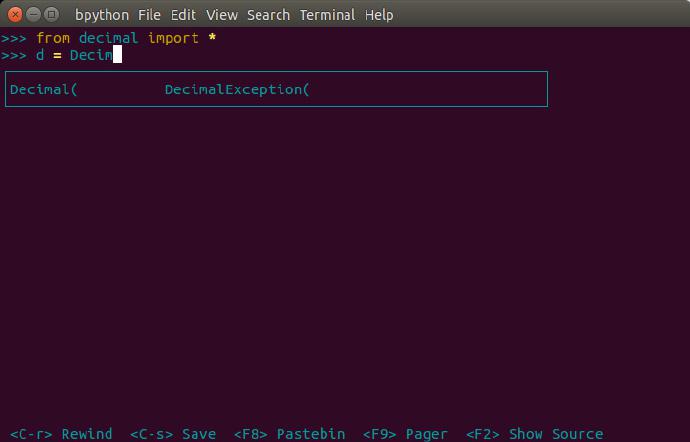 bpython File Edit View Search Terminal Help
>>> from decimal import *
>>> d = Decim
Decimal( DecimalException(
<C-r> Rewind <C-s> Save <F8> Pastebin <F9> Pager <F2> Show Source